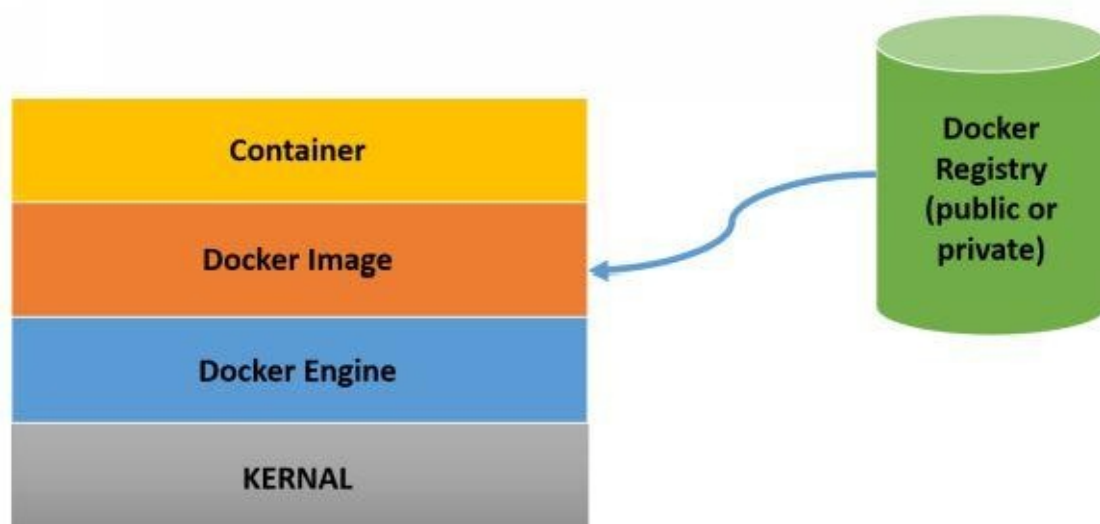 Container
Docker Image
Docker Engine
KERNAL
Docker
Registry
(public or
private)